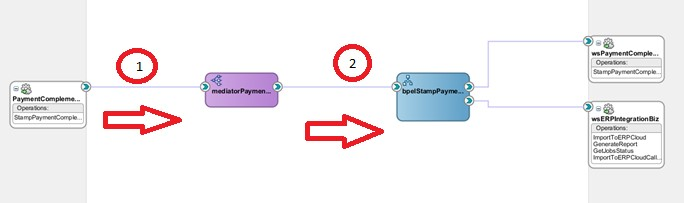 PaymentCompleme...
Operations:
StampPaymentComple...
1
mediatorPaymen...
2
bpelStampPayme...
wsPaymentComple...
Operations:
StampPaymentComple...
wsERPIntegrationBiz
Operations:
ImportToERPCloud
GenerateReport
GetJobsStatus
ImportToERPCloudCall...